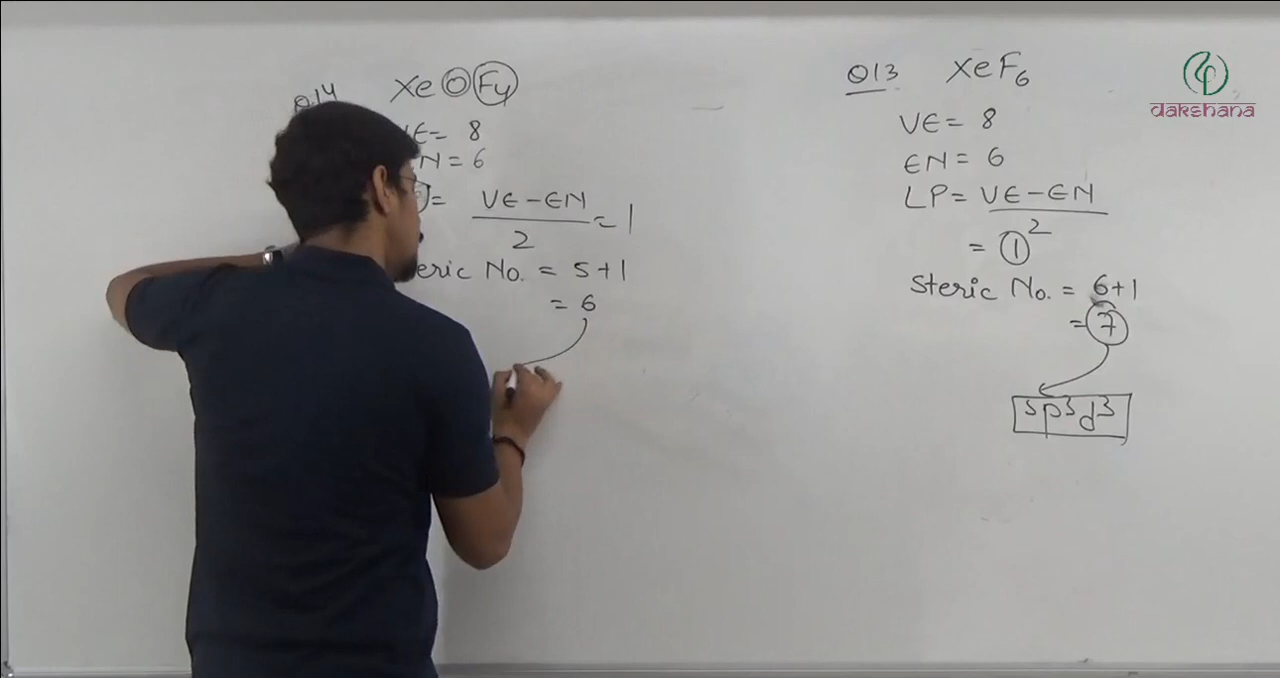 Q14 XeOF4
VE= 8
EN = 6
= VE-EN / 2 = 1
eric No. = 5+1
= 6
Q13 XeF6
VE = 8
EN = 6
LP= VE-EN / 2
= 1
Steric No. = 6+1
= 7
sp3d3
dakshana